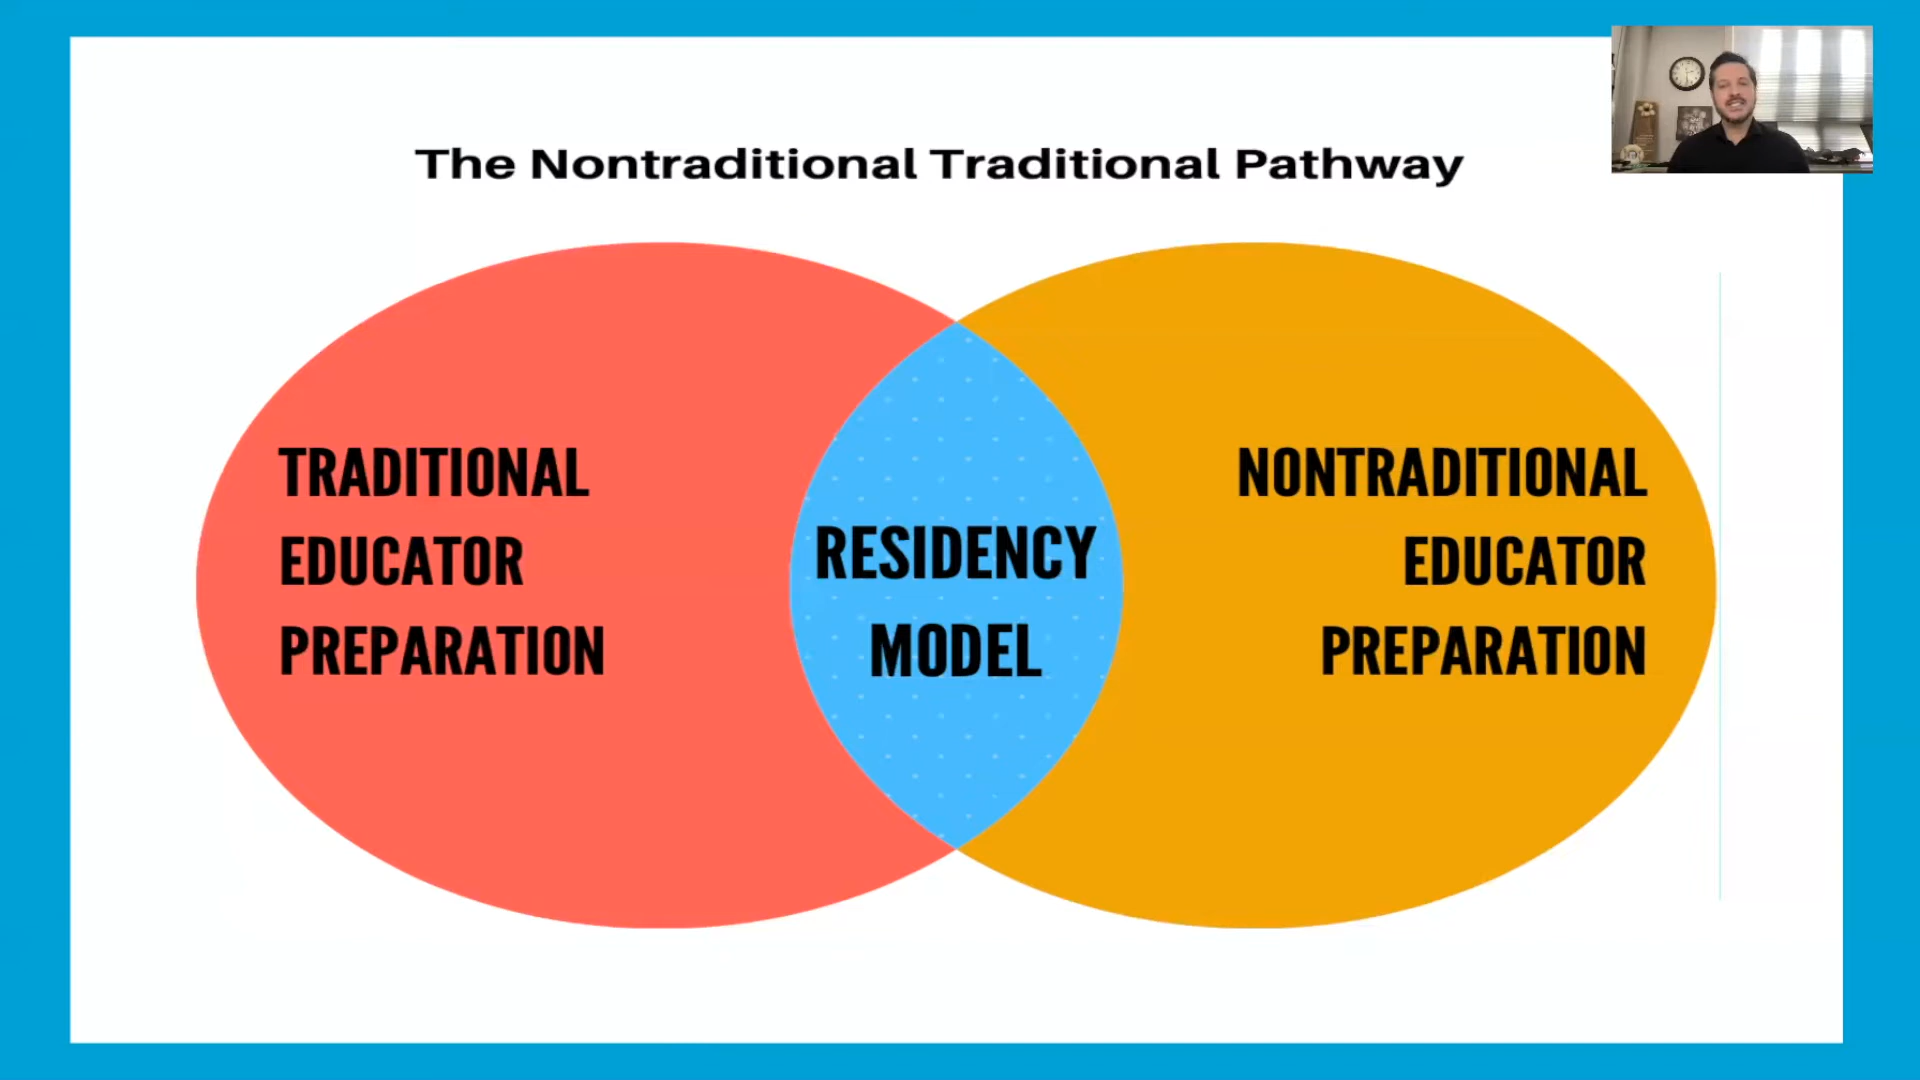 The Nontraditional Traditional Pathway
TRADITIONAL
EDUCATOR
PREPARATION
RESIDENCY
MODEL
NONTRADITIONAL
EDUCATOR
PREPARATION